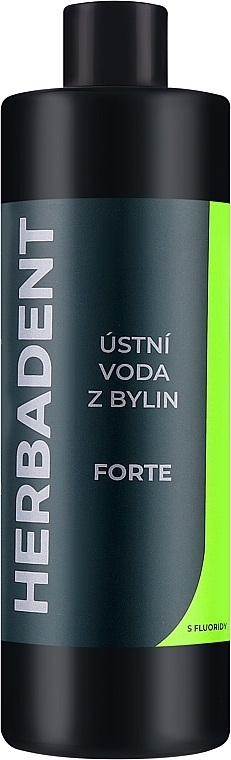 HERBADENT
ÚSTNÍ
VODA
Z BYLIN
FORTE
S FLUORIDY